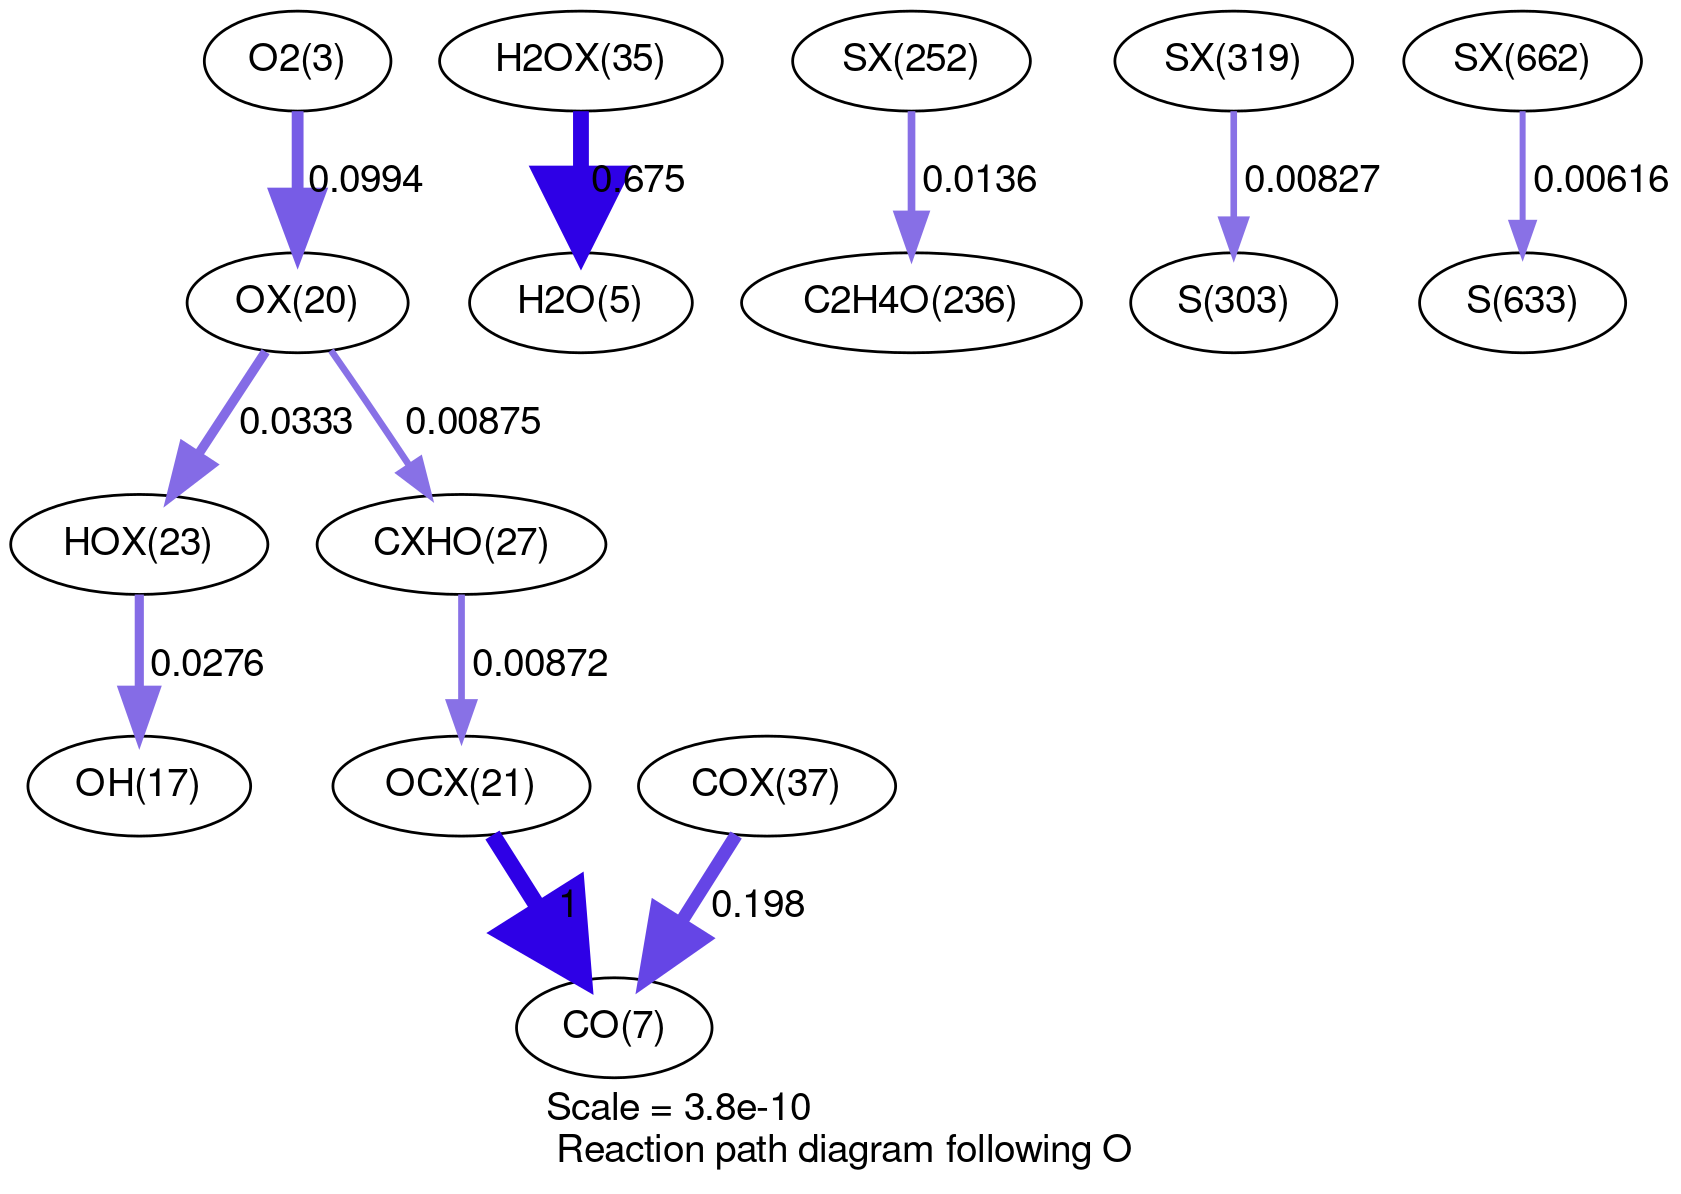 O2(3)
H2OX(35)
SX(252)
SX(319)
SX(662)
0.0994
0.675
0.0136
0.00827
0.00616
OX(20)
H2O(5)
C2H4O(236)
S(303)
S(633)
0.0333
0.00875
HOX(23)
CXHO(27)
0.0276
0.00872
OH(17)
OCX(21)
COX(37)
1
0.198
CO(7)
Scale = 3.8e-10
Reaction path diagram following O